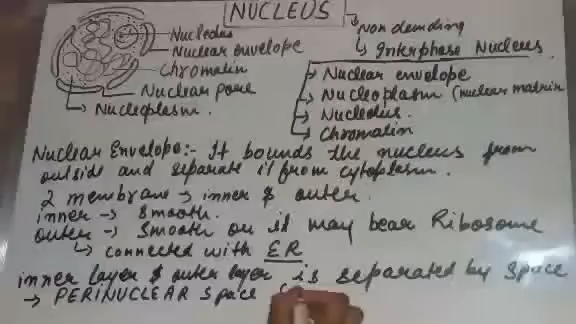 NUCLEUS
Nucleolus
Nuclear envelope
Chromatin
Nuclear pore
Nucleoplasm.
Non dividing
Interphase Nucleus
Nuclear envelope
Nucleoplasm (nuclear matrix
Nucleolus.
Chromatin
Nuclear Envelope:- It bounds the nucleus from
outside and separate it from cytoplasm.
2 membrane → inner & outer.
inner → Smooth.
outer → Smooth or it may bear Ribosome
↳ connected with ER
inner layer & outer layer is separated by space
→ PERINUCLEAR Space (